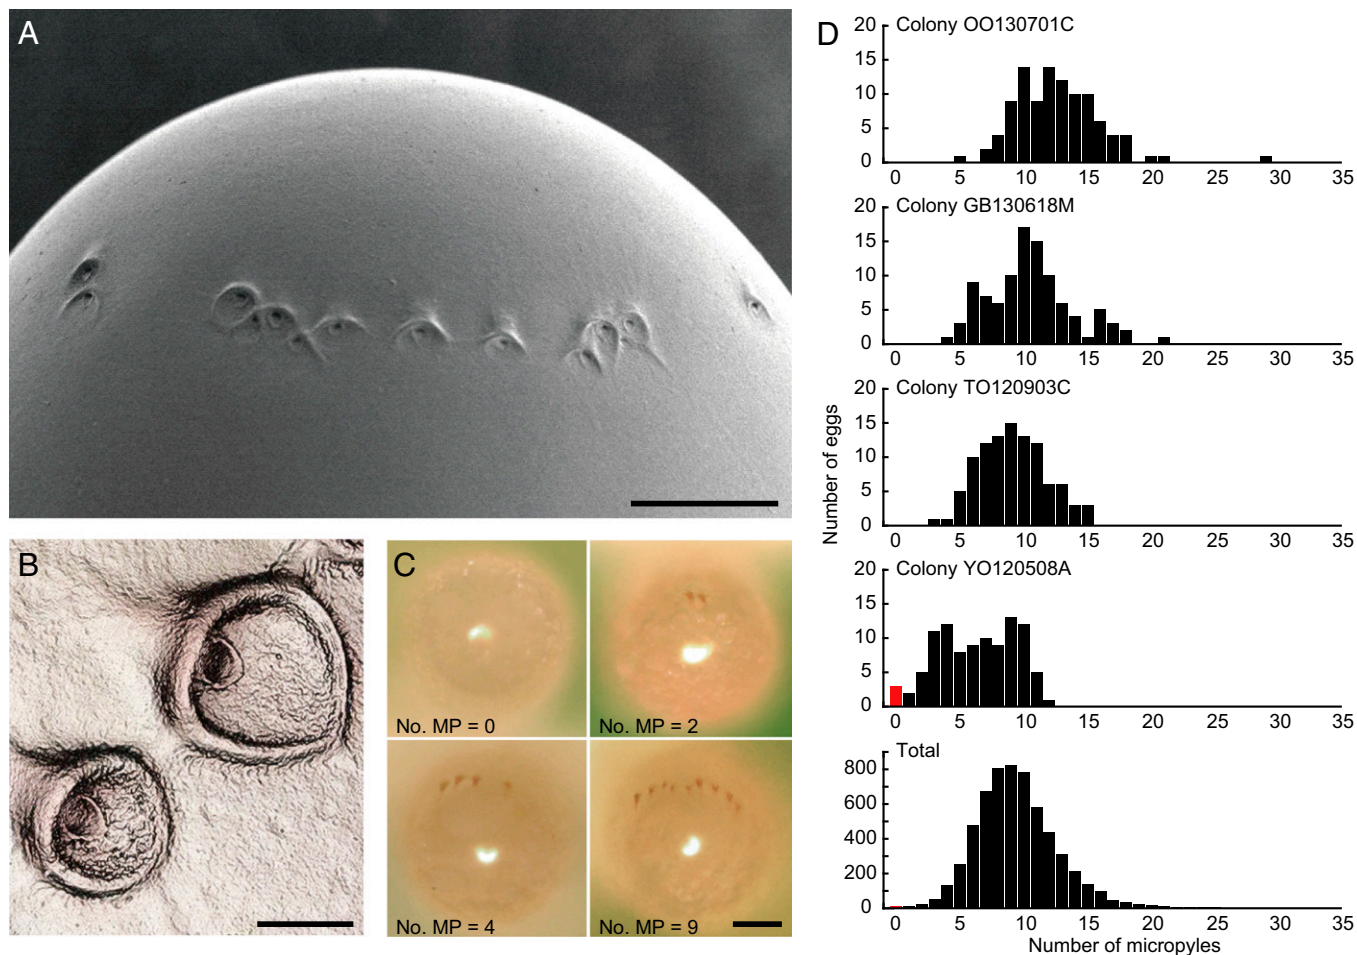 A
B
C
No. MP = 0
No. MP = 2
No. MP = 4
No. MP = 9
D
Number of eggs
20
15
10
5
0
Colony OO130701C
0 5 10 15 20 25 30 35
20
15
10
5
0
Colony GB130618M
0 5 10 15 20 25 30 35
20
15
10
5
0
Colony TO120903C
0 5 10 15 20 25 30 35
20
15
10
5
0
Colony YO120508A
0 5 10 15 20 25 30 35
Total
800
600
400
200
0
0 5 10 15 20 25 30 35
Number of micropyles